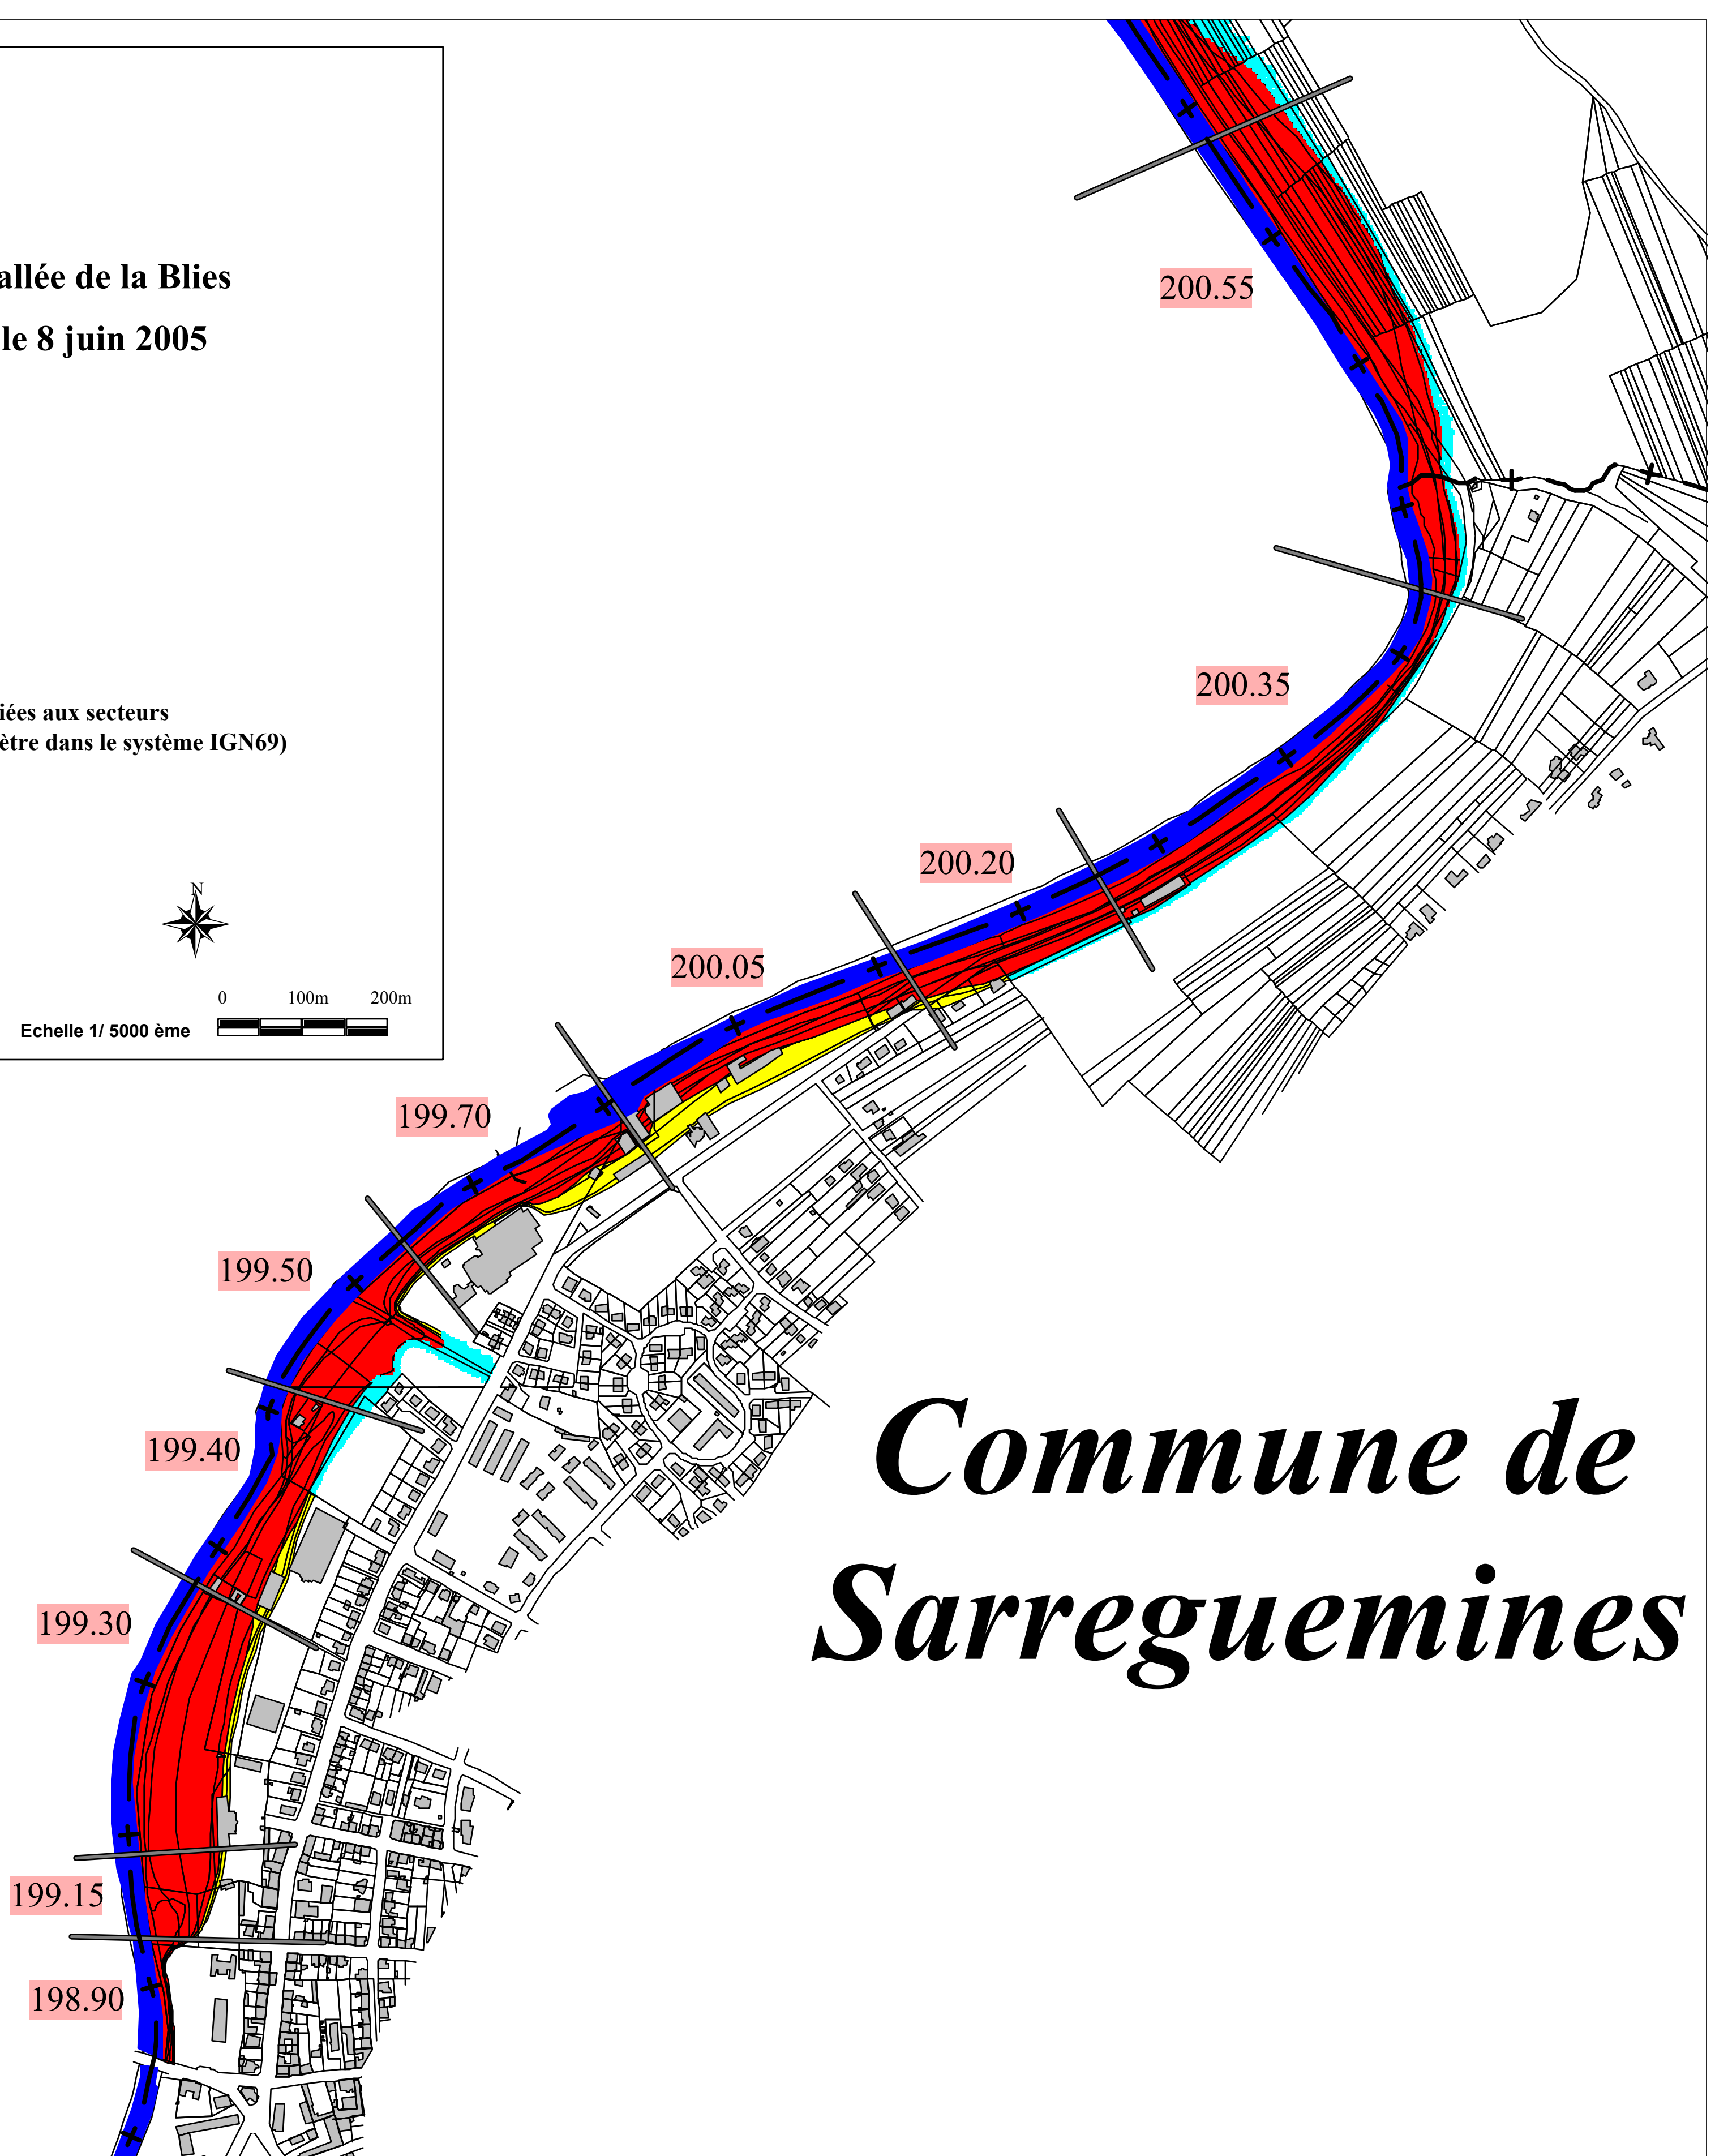 allée de la Blies
le 8 juin 2005
iées aux secteurs
ètre dans le système IGN69)
N
0 100m 200m
Echelle 1/ 5000 ème
200.55
200.35
200.20
200.05
199.70
199.50
199.40
199.30
199.15
198.90
Commune de
Sarreguemines